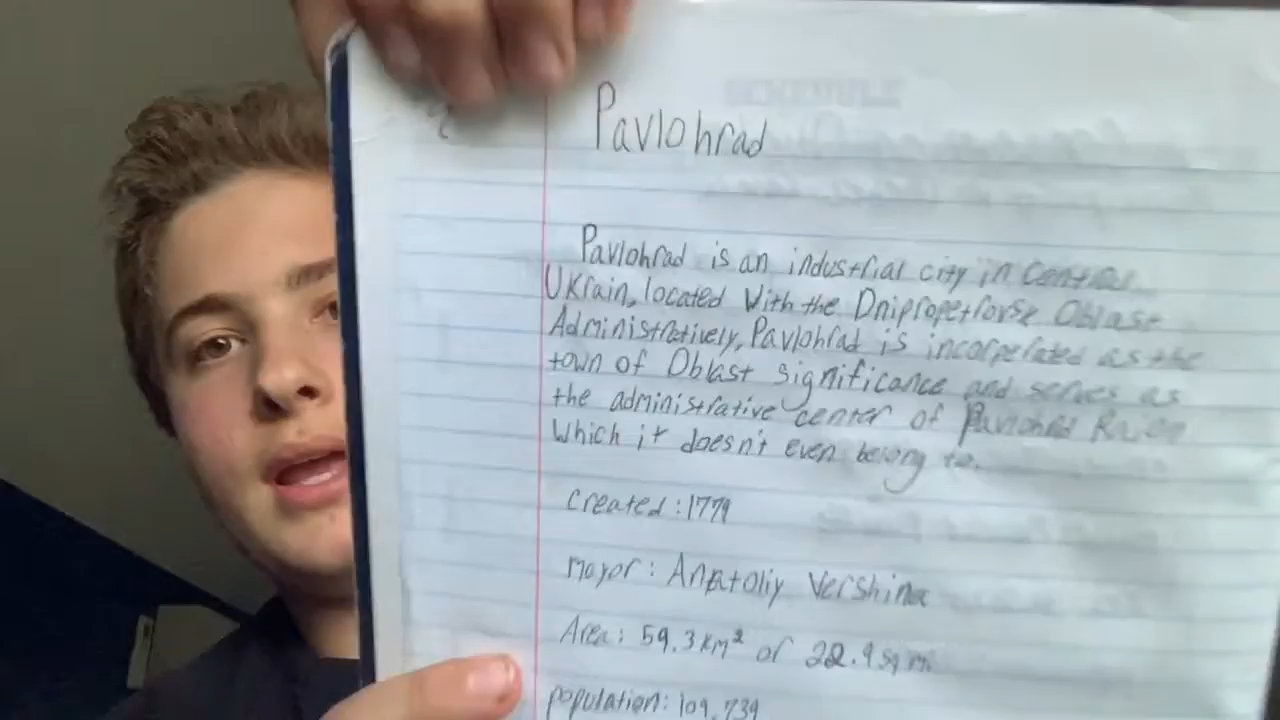 Pavlohrad
Pavlohrad is an industrial city in Central
Ukrain, located With the Dnipropetrovsk Oblast
Administratively, Pavlohrad is incorperated as the
town of Oblast significance and serves as
the administrative center of Pavlohrad Raion
Which it doesn't even belong to.
created: 1779
mayor: Anatoliy Vershina
Area: 59.3 km² or 22.9 sq mi
population: 109,739